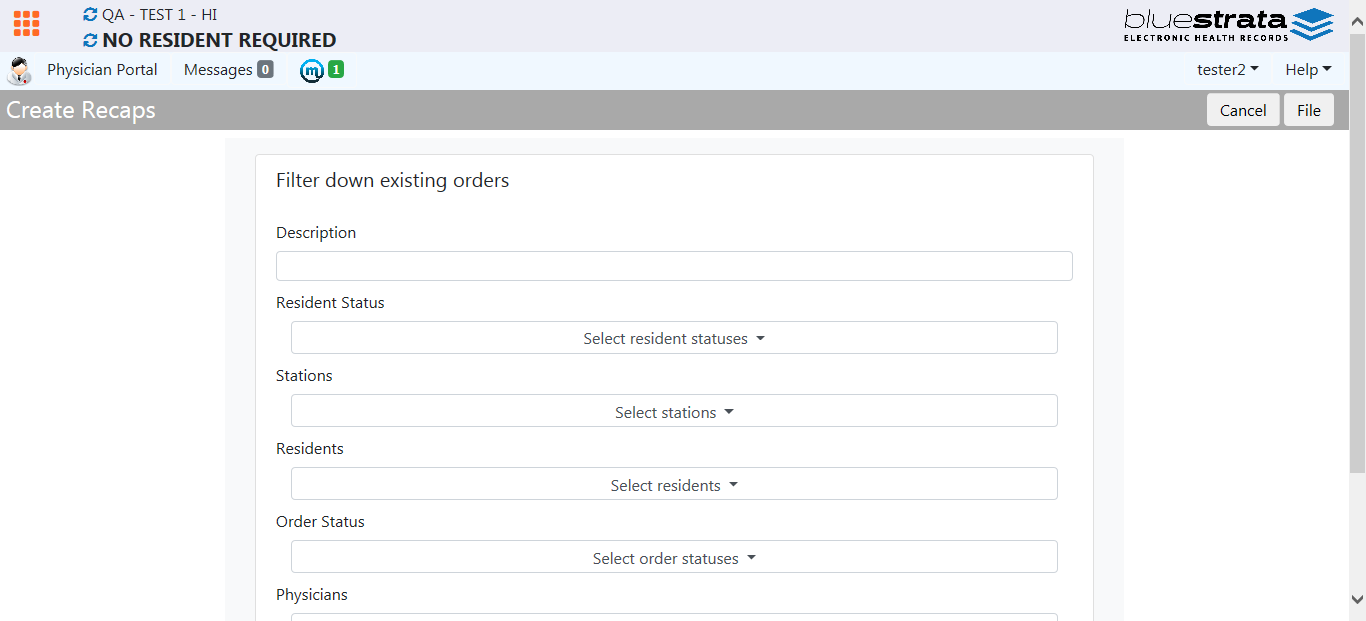 QA - TEST 1 - HI
NO RESIDENT REQUIRED
bluestrata
ELECTRONIC HEALTH RECORDS
Physician Portal Messages 0 m 1 tester2 Help
Create Recaps Cancel File
Filter down existing orders
Description
Resident Status
Select resident statuses
Stations
Select stations
Residents
Select residents
Order Status
Select order statuses
Physicians